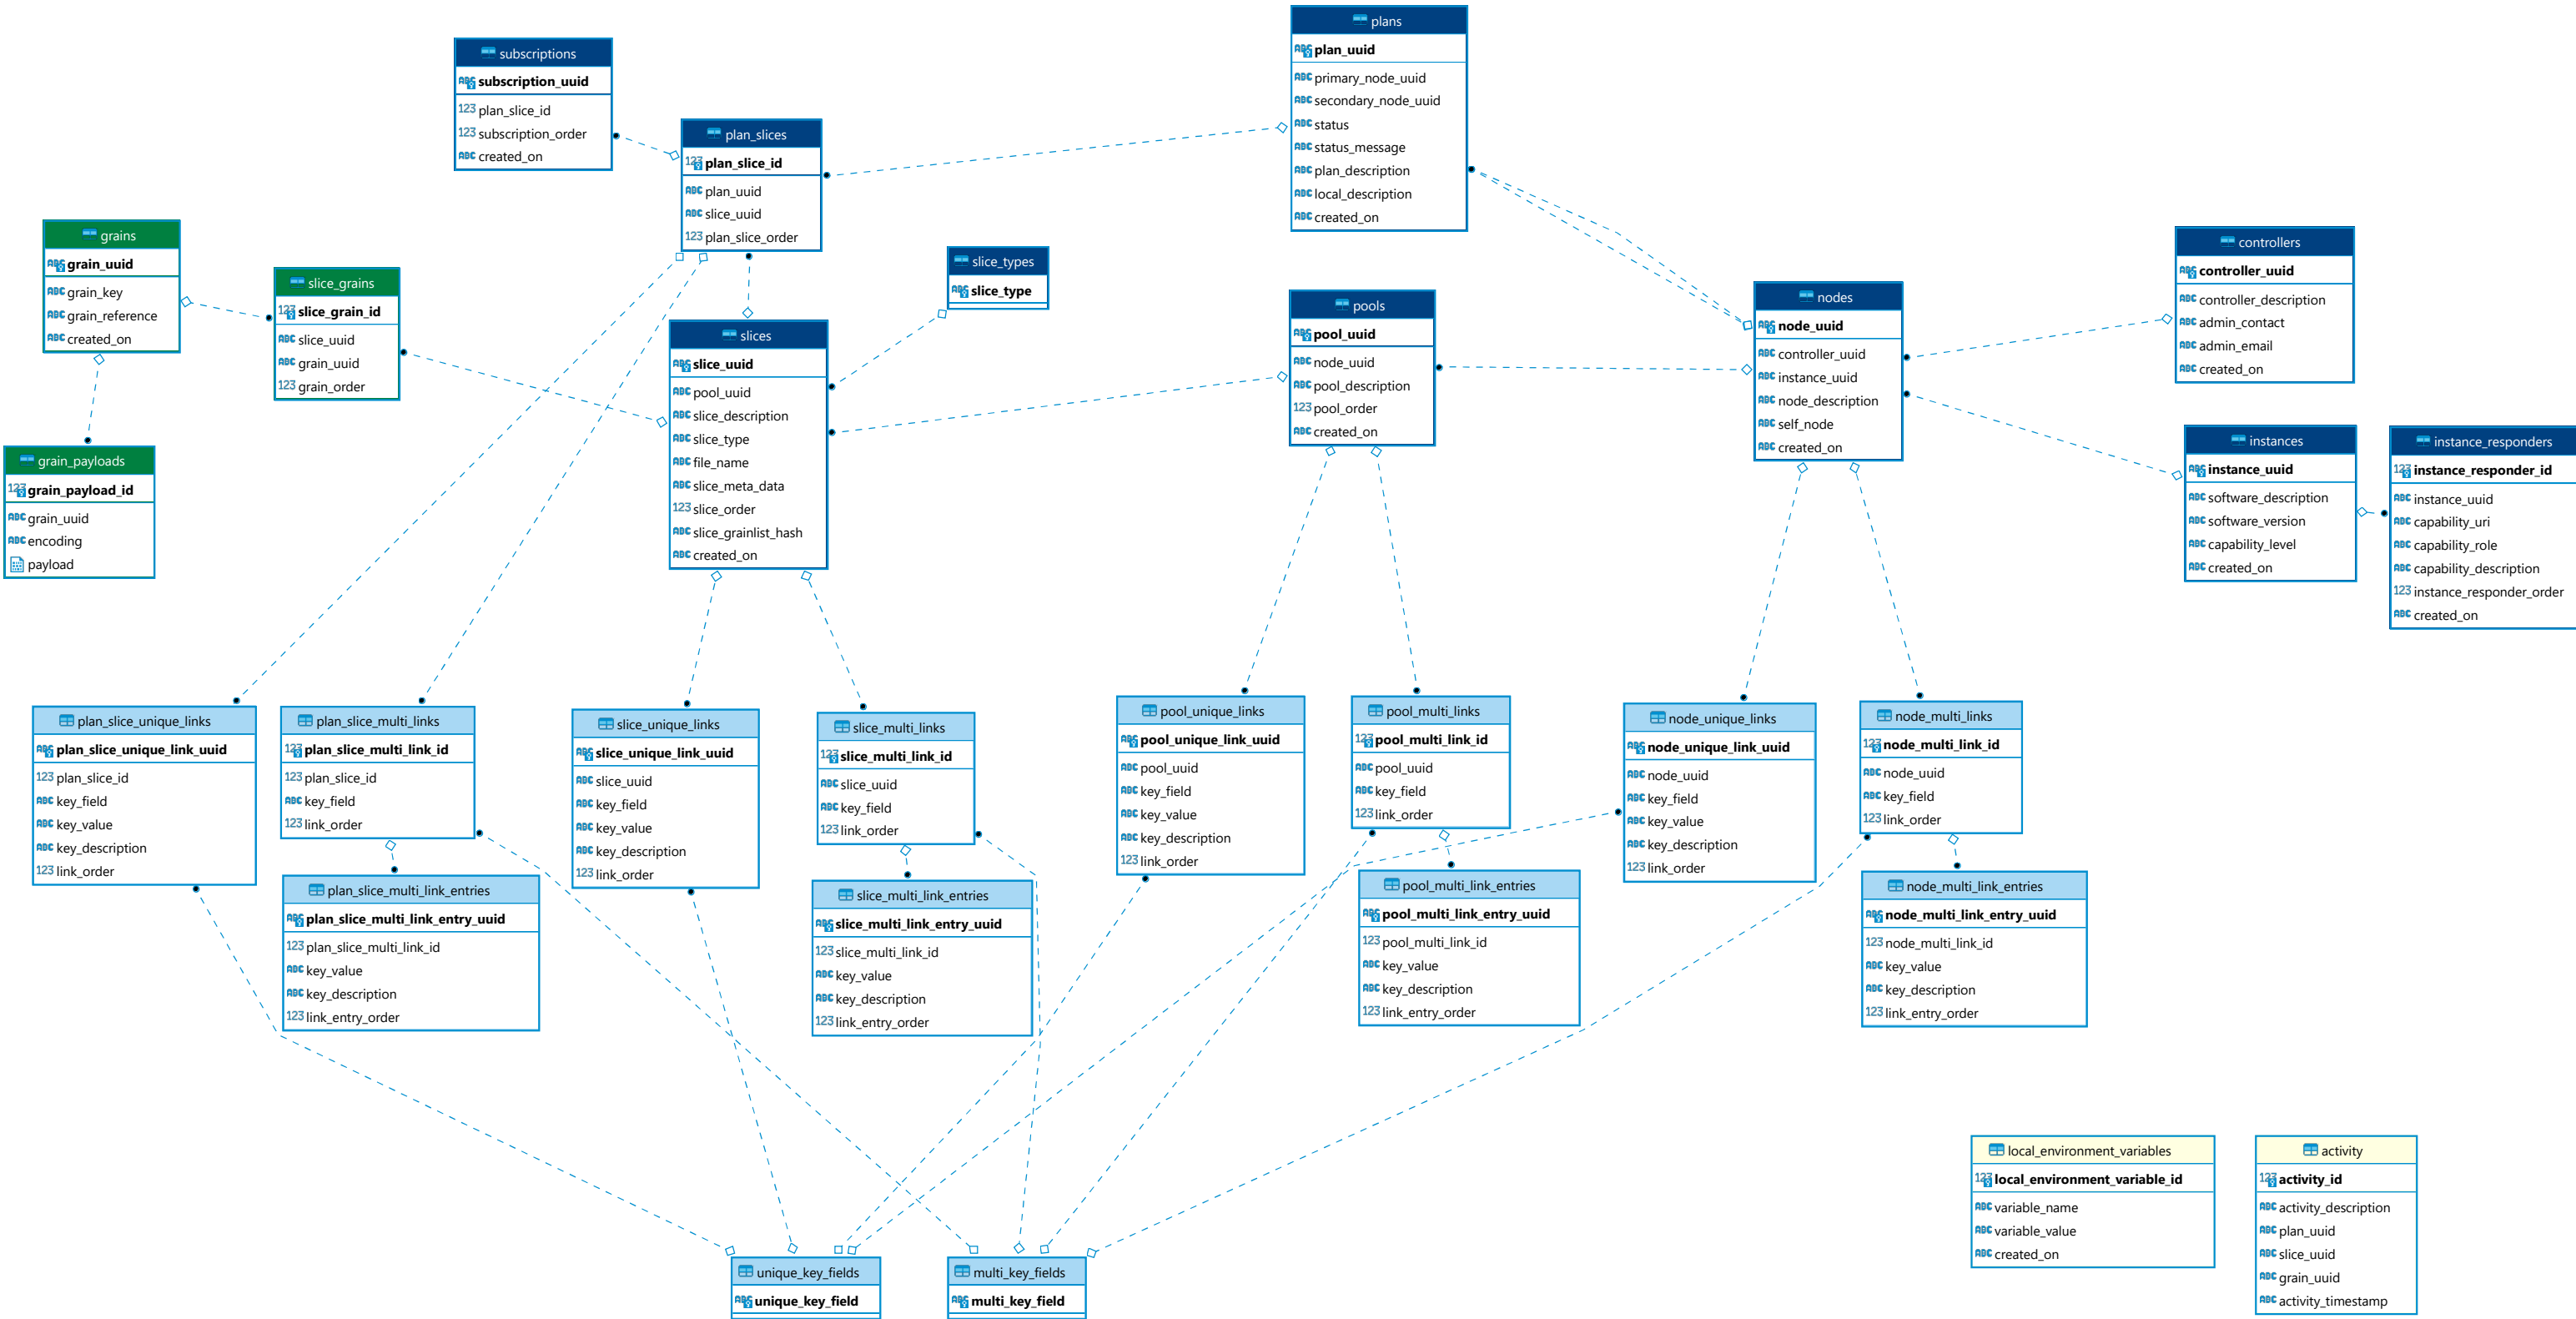 subscriptions
subscription_uuid
plan_slice_id
subscription_order
created_on
plan_slices
plan_slice_id
plan_uuid
slice_uuid
plan_slice_order
plans
plan_uuid
primary_node_uuid
secondary_node_uuid
status
status_message
plan_description
local_description
created_on
grains
grain_uuid
grain_key
grain_reference
created_on
slice_grains
slice_grain_id
slice_uuid
grain_uuid
grain_order
grain_payloads
grain_payload_id
grain_uuid
encoding
payload
slice_types
slice_type
slices
slice_uuid
pool_uuid
slice_description
slice_type
file_name
slice_meta_data
slice_order
slice_grainlist_hash
created_on
pools
pool_uuid
node_uuid
pool_description
pool_order
created_on
nodes
node_uuid
controller_uuid
instance_uuid
node_description
self_node
created_on
controllers
controller_uuid
controller_description
admin_contact
admin_email
created_on
instances
instance_uuid
software_description
software_version
capability_level
created_on
instance_responders
instance_responder_id
instance_uuid
capability_uri
capability_role
capability_description
instance_responder_order
created_on
plan_slice_unique_links
plan_slice_unique_link_uuid
plan_slice_id
key_field
key_value
key_description
link_order
plan_slice_multi_links
plan_slice_multi_link_id
plan_slice_id
key_field
link_order
plan_slice_multi_link_entries
plan_slice_multi_link_entry_uuid
plan_slice_multi_link_id
key_value
key_description
link_entry_order
slice_unique_links
slice_unique_link_uuid
slice_uuid
key_field
key_value
key_description
link_order
slice_multi_links
slice_multi_link_id
slice_uuid
key_field
link_order
slice_multi_link_entries
slice_multi_link_entry_uuid
slice_multi_link_id
key_value
key_description
link_entry_order
pool_unique_links
pool_unique_link_uuid
pool_uuid
key_field
key_value
key_description
link_order
pool_multi_links
pool_multi_link_id
pool_uuid
key_field
link_order
pool_multi_link_entries
pool_multi_link_entry_uuid
pool_multi_link_id
key_value
key_description
link_entry_order
node_unique_links
node_unique_link_uuid
node_uuid
key_field
key_value
key_description
link_order
node_multi_links
node_multi_link_id
node_uuid
key_field
link_order
node_multi_link_entries
node_multi_link_entry_uuid
node_multi_link_id
key_value
key_description
link_entry_order
unique_key_fields
unique_key_field
multi_key_fields
multi_key_field
local_environment_variables
local_environment_variable_id
variable_name
variable_value
created_on
activity
activity_id
activity_description
plan_uuid
slice_uuid
grain_uuid
activity_timestamp